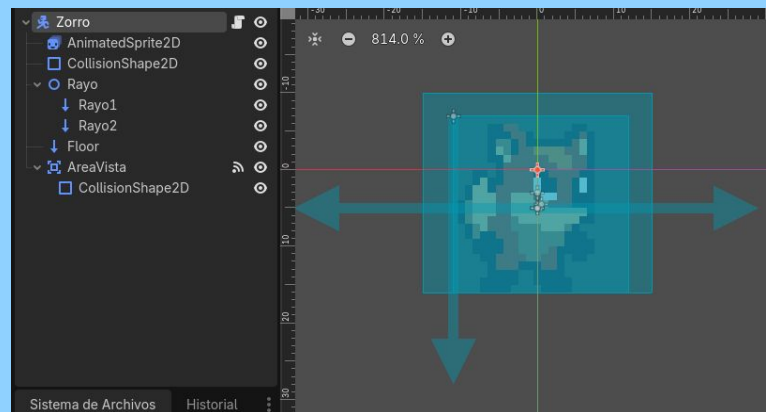 Zorro
AnimatedSprite2D
CollisionShape2D
Rayo
Rayo1
Rayo2
Floor
AreaVista
CollisionShape2D
Sistema de Archivos Historial
-30 -20 -10 0 10 20
814.0 %
-10
0
10
20
30